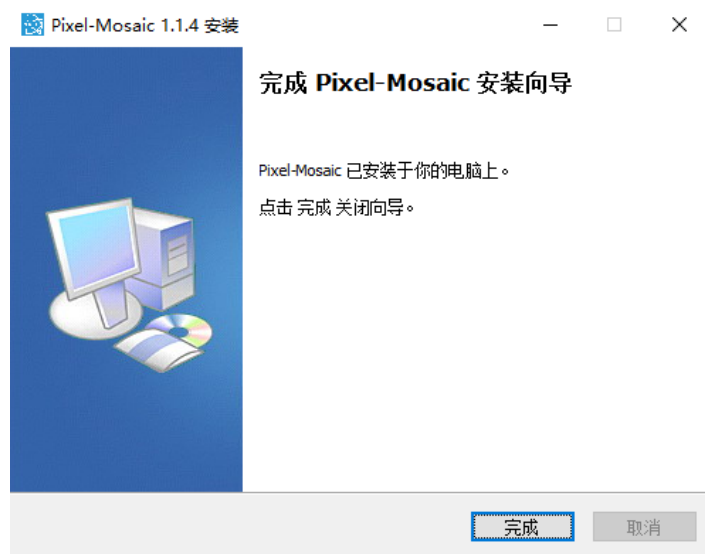 Pixel-Mosaic 1.1.4 安装
完成 Pixel-Mosaic 安装向导
Pixel-Mosaic 已安装于你的电脑上。
点击 完成 关闭向导。
完成
取消